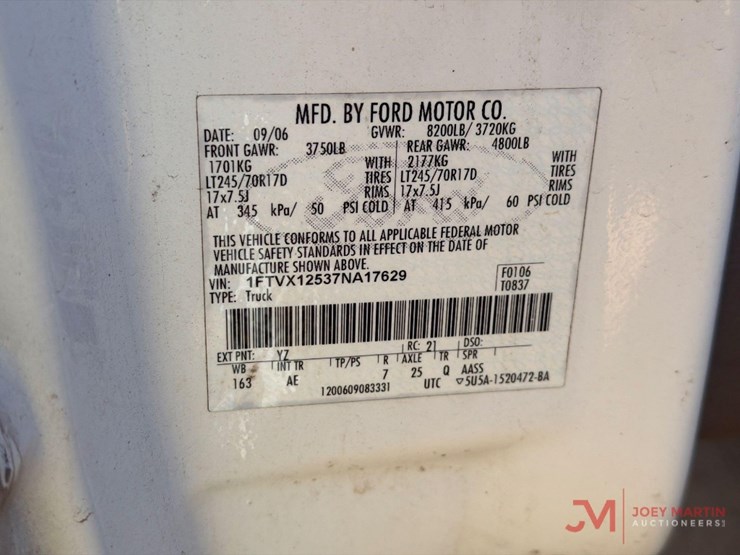 MFD. BY FORD MOTOR CO.
DATE: 09/06 GVWR: 8200LB/ 3720KG
FRONT GAWR: 3750LB REAR GAWR: 4800LB
1701KG WITH 2177KG WITH
LT245/70R17D TIRES LT245/70R17D TIRES
17x7.5J RIMS 17x7.5J RIMS
AT 345 kPa/ 50 PSI COLD AT 415 kPa/ 60 PSI COLD
THIS VEHICLE CONFORMS TO ALL APPLICABLE FEDERAL MOTOR
VEHICLE SAFETY STANDARDS IN EFFECT ON THE DATE OF
MANUFACTURE SHOWN ABOVE.
VIN: 1FTVX12537NA17629 F0106
TYPE: Truck T0837
EXT PNT: YZ RC: 21 DSO:
WB INT TR TP/PS R AXLE TR SPR
163 AE 7 25 Q AASS
1200609083331 UTC ▽5U5A-1520472-BA
JM JOEY MARTIN
AUCTIONEERS